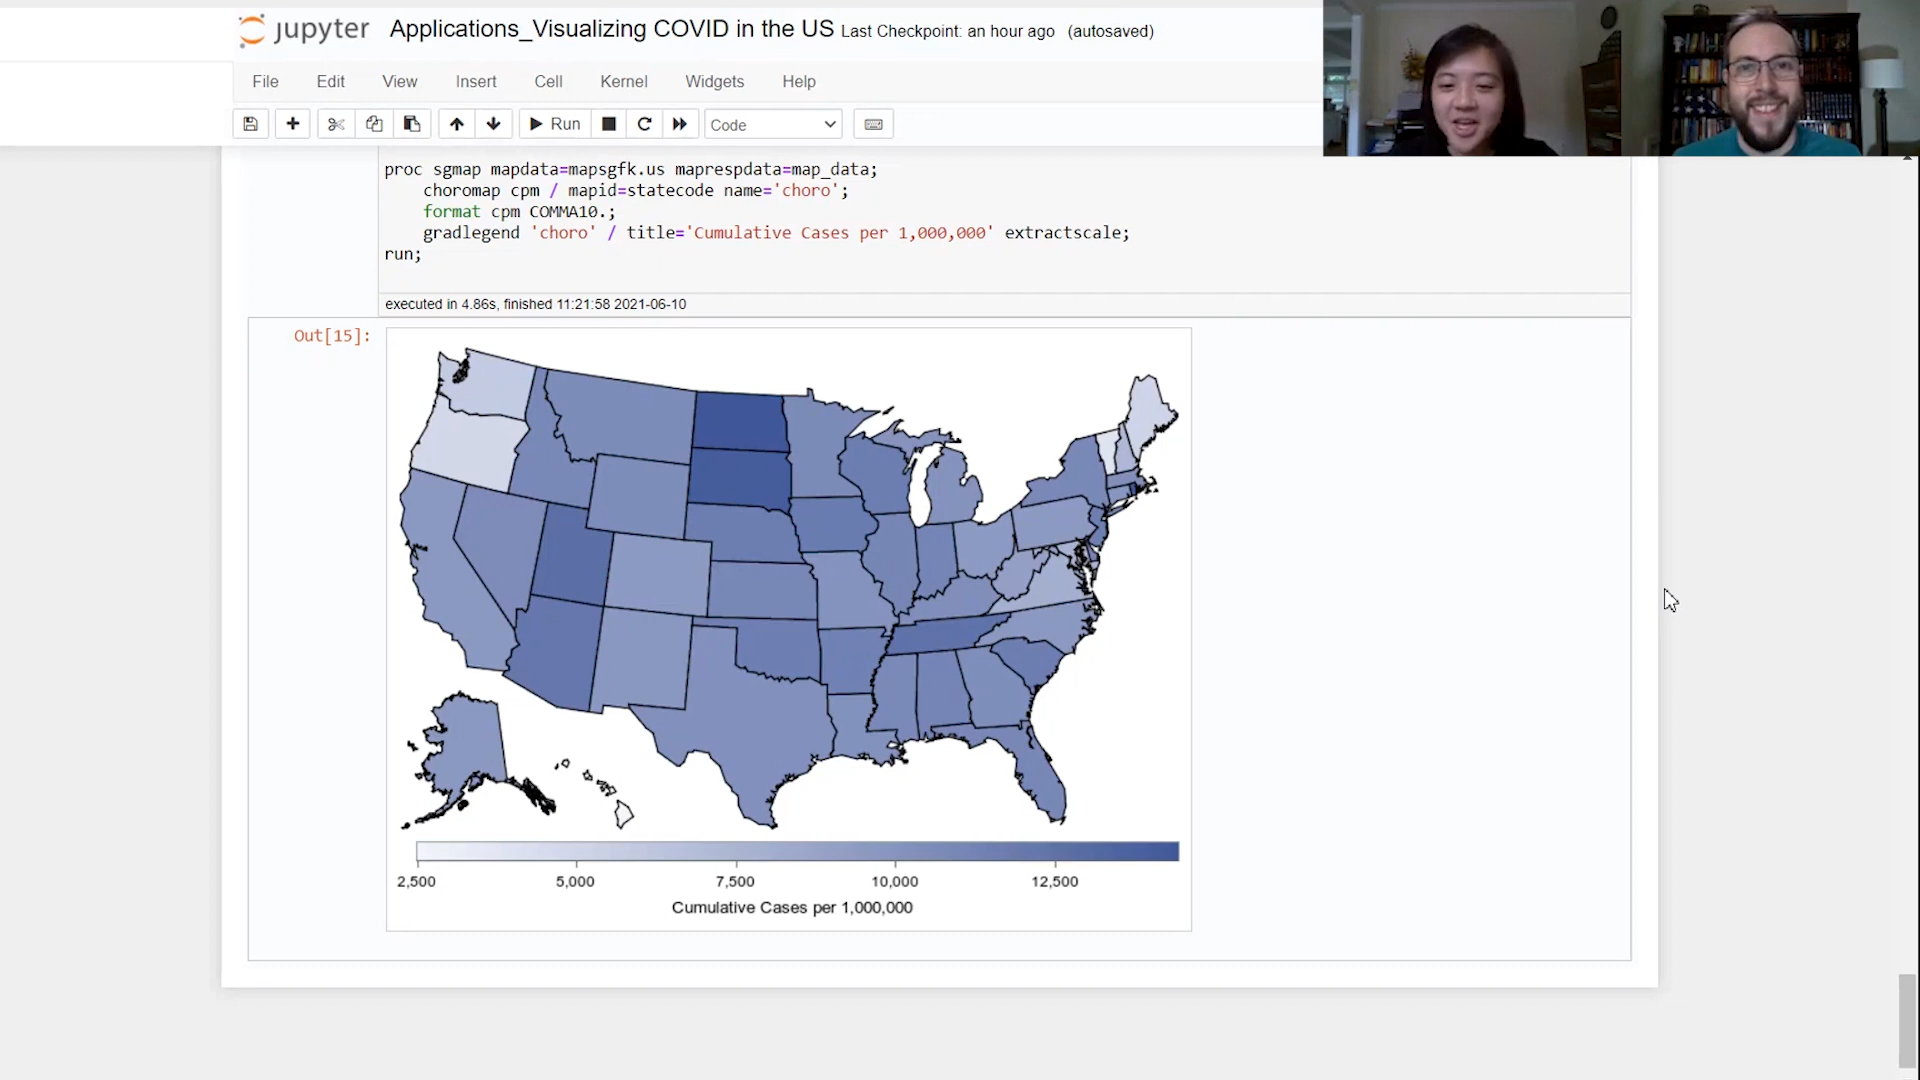 jupyter Applications_Visualizing COVID in the US Last Checkpoint: an hour ago (autosaved)
File Edit View Insert Cell Kernel Widgets Help
Run Code
proc sgmap mapdata=mapsgfk.us maprespdata=map_data;
choromap cpm / mapid=statecode name='choro';
format cpm COMMA10.;
gradlegend 'choro' / title='Cumulative Cases per 1,000,000' extractscale;
run;
executed in 4.86s, finished 11:21:58 2021-06-10
Out[15]:
2,500 5,000 7,500 10,000 12,500
Cumulative Cases per 1,000,000